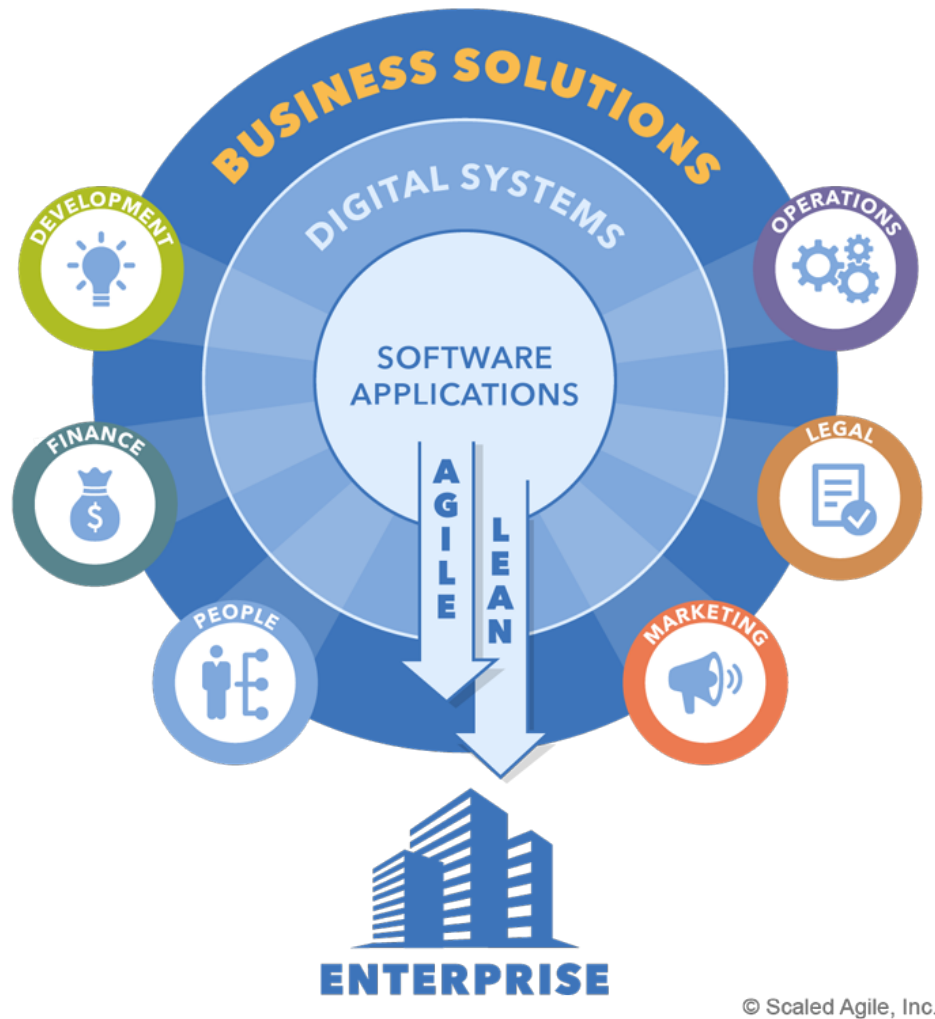 BUSINESS SOLUTIONS
DIGITAL SYSTEMS
DEVELOPMENT
OPERATIONS
SOFTWARE
APPLICATIONS
FINANCE
LEGAL
AGILE
LEAN
PEOPLE
MARKETING
$
ENTERPRISE
© Scaled Agile, Inc.